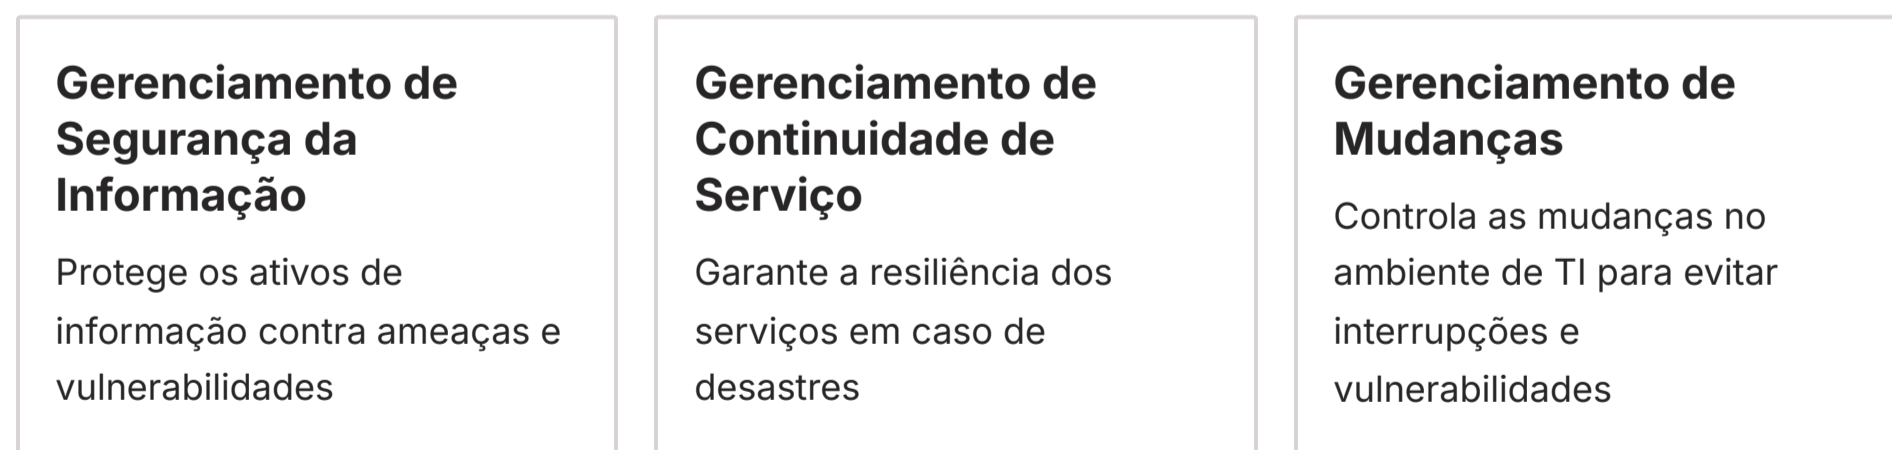 Gerenciamento de
Segurança da
Informação
Protege os ativos de
informação contra ameaças e
vulnerabilidades
Gerenciamento de
Continuidade de
Serviço
Garante a resiliência dos
serviços em caso de
desastres
Gerenciamento de
Mudanças
Controla as mudanças no
ambiente de TI para evitar
interrupções e
vulnerabilidades